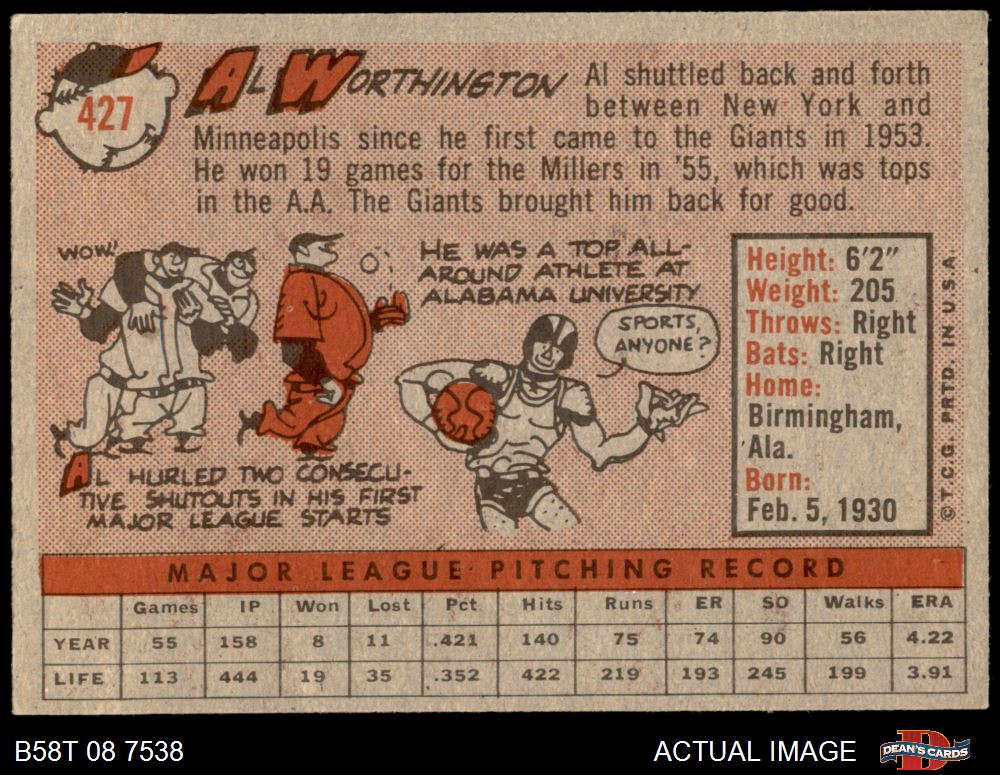 427
AL WORTHINGTON
Al shuttled back and forth
between New York and
Minneapolis since he first came to the Giants in 1953.
He won 19 games for the Millers in '55, which was tops
in the A.A. The Giants brought him back for good.
WOW!
AL HURLED TWO CONSECU-
TIVE SHUTOUTS IN HIS FIRST
MAJOR LEAGUE STARTS
HE WAS A TOP ALL-
AROUND ATHLETE AT
ALABAMA UNIVERSITY
SPORTS,
ANYONE?
Height: 6'2"
Weight: 205
Throws: Right
Bats: Right
Home:
Birmingham,
Ala.
Born:
Feb. 5, 1930
© T.C.G. PRTD. IN U.S.A.
MAJOR LEAGUE PITCHING RECORD
Games IP Won Lost Pct Hits Runs ER SO Walks ERA
YEAR 55 158 8 11 .421 140 75 74 90 56 4.22
LIFE 113 444 19 35 .352 422 219 193 245 199 3.91
B58T 08 7538
ACTUAL IMAGE
DEAN'S CARDS